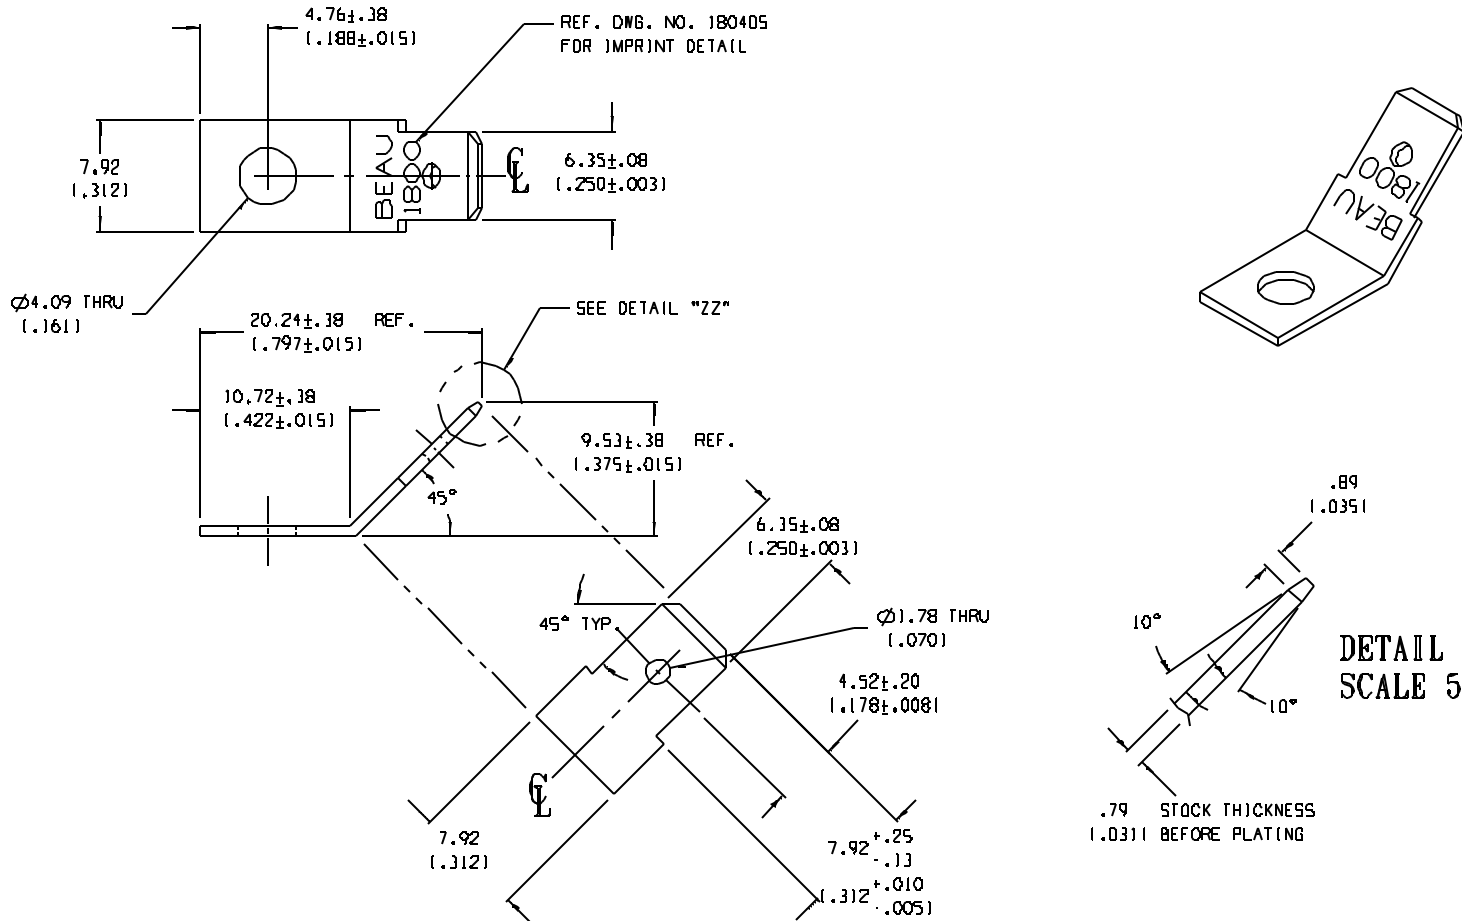 4.76±.38
(.188±.015)
REF. DWG. NO. 180405
FOR IMPRINT DETAIL
7.92
(.312)
BEAU
1800
CL
6.35±.08
(.250±.003)
1800
BEAU
Ø4.09 THRU
(.161)
20.24±.38 REF.
(.797±.015)
SEE DETAIL "ZZ"
10.72±.38
(.422±.015)
9.53±.38 REF.
(.375±.015)
45°
6.35±.08
(.250±.003)
45° TYP.
Ø1.78 THRU
(.070)
4.52±.20
(.178±.008)
CL
7.92
(.312)
7.92 +.25
-.13
(.312 +.010
-.005)
.89
(.035)
10°
10°
DETAIL
SCALE 5
.79 STOCK THICKNESS
(.031) BEFORE PLATING